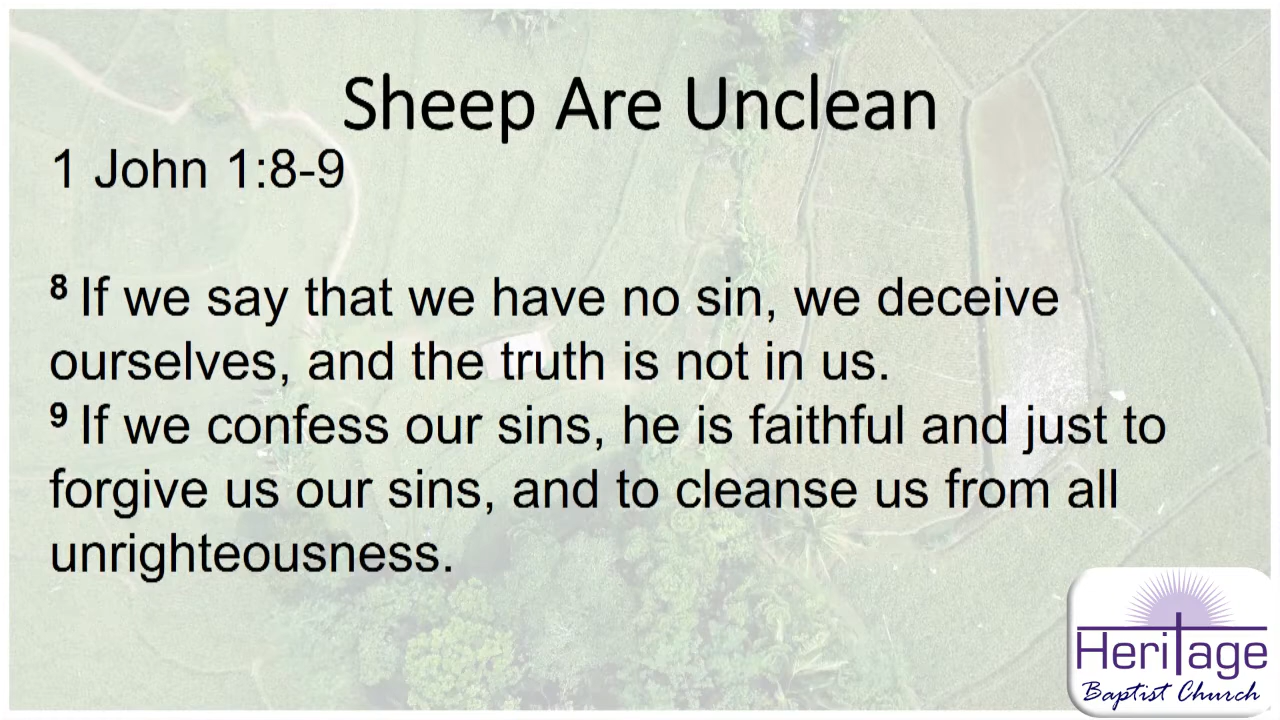 Sheep Are Unclean
1 John 1:8-9
8 If we say that we have no sin, we deceive
ourselves, and the truth is not in us.
9 If we confess our sins, he is faithful and just to
forgive us our sins, and to cleanse us from all
unrighteousness.
Heritage
Baptist Church